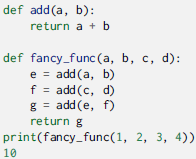 def add(a, b):
    return a + b

def fancy_func(a, b, c, d):
    e = add(a, b)
    f = add(c, d)
    g = add(e, f)
    return g
print(fancy_func(1, 2, 3, 4))
10